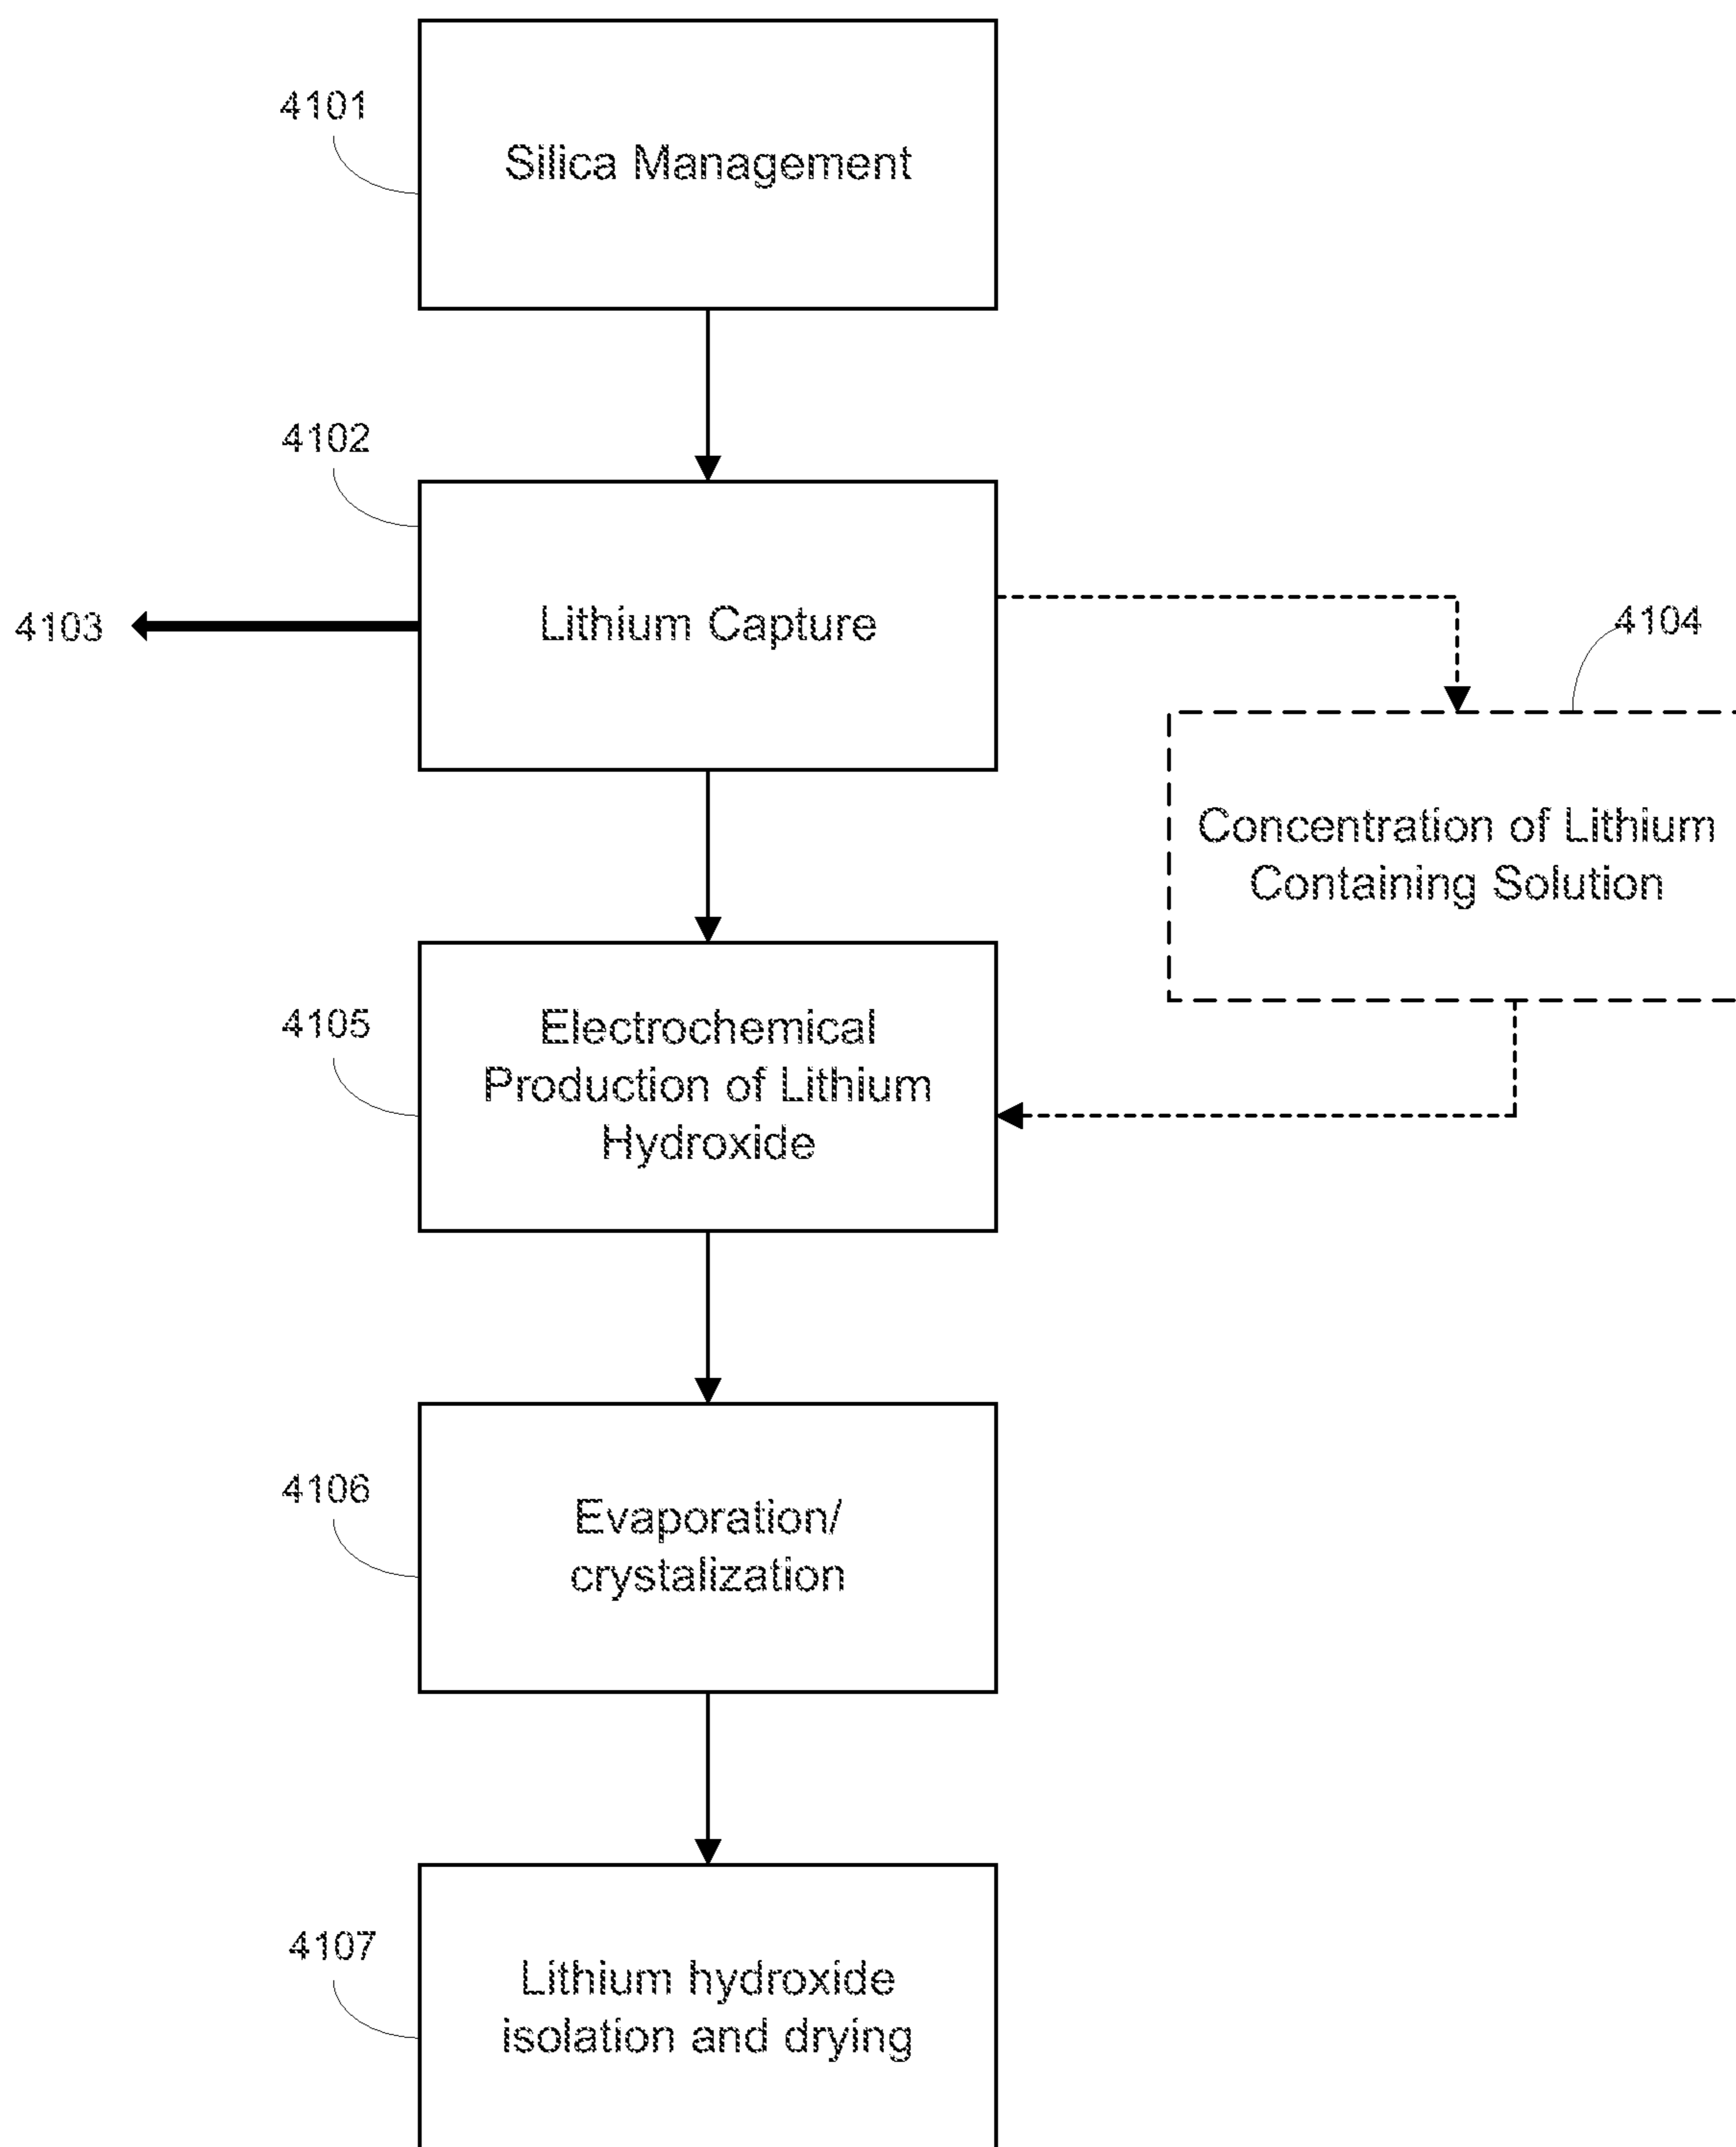 4101
Silica Management
4102
Lithium Capture
4103
4104
Concentration of Lithium
Containing Solution
4105
Electrochemical
Production of Lithium
Hydroxide
4106
Evaporation/
crystalization
4107
Lithium hydroxide
isolation and drying